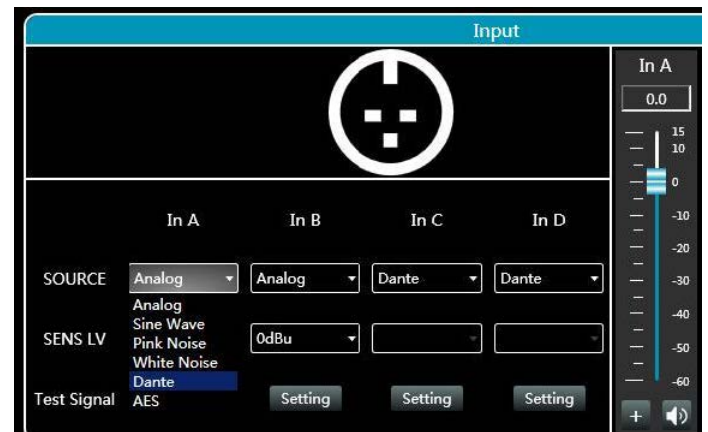 Input
In A
0.0
15
10
0
-10
-20
-30
-40
-50
-60
+
In A In B In C In D
SOURCE Analog Analog Dante Dante
Analog
Sine Wave
SENS LV Pink Noise 0dBu
White Noise
Dante
Test Signal AES Setting Setting Setting